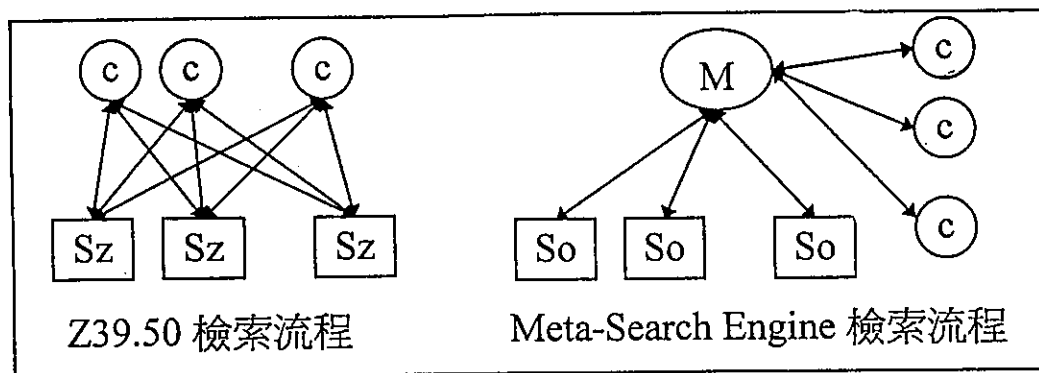 c c c
Sz Sz Sz
Z39.50 檢索流程
M
c
c
c
So So So
Meta-Search Engine 檢索流程